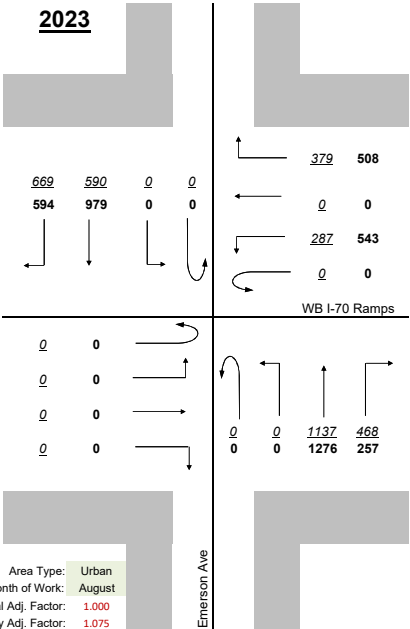 2023
379 508
669 590 0 0
594 979 0 0
0 0
287 543
0 0
WB I-70 Ramps
0 0
0 0
0 0
0 0
0 0 1137 468
0 0 1276 257
Emerson Ave
Area Type: Urban
onth of Work: August
al Adj. Factor: 1.000
y Adj. Factor: 1.075